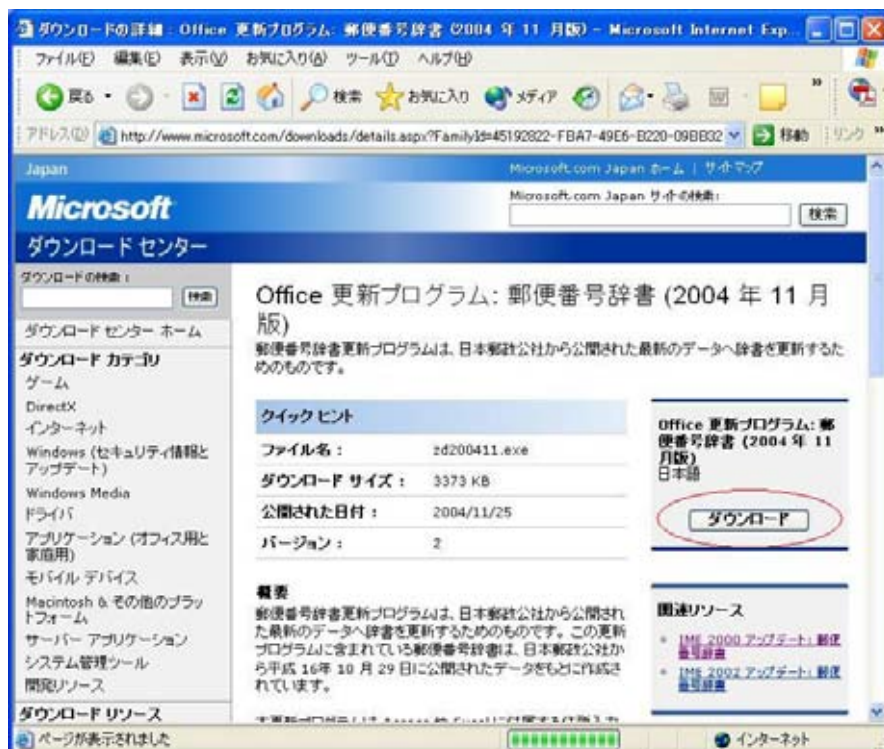 ダウンロードの詳細 : Office 更新プログラム: 郵便番号辞書 (2004 年 11 月版) - Microsoft Internet Exp...
ファイル(F) 編集(E) 表示(V) お気に入り(A) ツール(T) ヘルプ(H)
戻る 検索 お気に入り メディア
アドレス(D) http://www.microsoft.com/downloads/details.aspx?FamilyId=45192822-FBA7-49E6-B220-09BB32 移動 リンク
Japan Microsoft.com Japan ホーム | サイトマップ
Microsoft
Microsoft.com Japan サイトの検索:
検索
ダウンロード センター
ダウンロードの検索:
検索
ダウンロード センター ホーム
ダウンロード カテゴリ
ゲーム
DirectX
インターネット
Windows (セキュリティ情報と
アップデート)
Windows Media
ドライバ
アプリケーション (オフィス用と
家庭用)
モバイル デバイス
Macintosh & その他のプラッ
トフォーム
サーバー アプリケーション
システム管理ツール
開発リソース
ダウンロード リソース
Office 更新プログラム: 郵便番号辞書 (2004 年 11 月
版)
郵便番号辞書更新プログラムは、日本郵政公社から公開された最新のデータへ辞書を更新するた
めのものです。
クイック ヒント
ファイル名 : zd200411.exe
ダウンロード サイズ : 3373 KB
公開された日付 : 2004/11/25
バージョン : 2
概要
郵便番号辞書更新プログラムは、日本郵政公社から公開され
た最新のデータへ辞書を更新するためのものです。この更新
プログラムに含まれている郵便番号辞書は、日本郵政公社か
ら平成 16年 10 月 29 日に公開されたデータをもとに作成さ
れています。
Office 更新プログラム: 郵
便番号辞書 (2004 年 11
月版)
日本語
ダウンロード
関連リソース
IME 2000 アップデート: 郵便
番号辞書
IME 2002 アップデート: 郵便
番号辞書
ページが表示されました インターネット